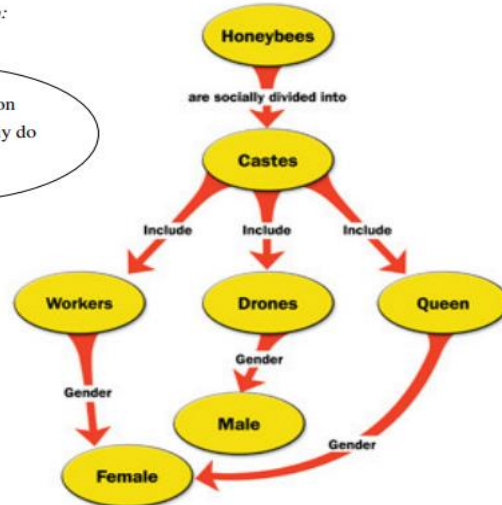 :
on
y do
Honeybees
are socially divided into
Castes
Include Include Include
Workers Drones Queen
Gender
Gender
Male
Gender
Female